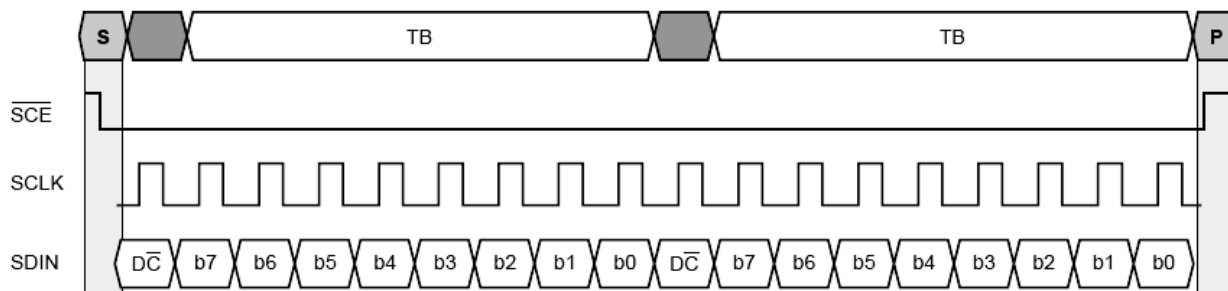 S TB TB P
S̅C̅E̅
SCLK
SDIN DC̅ b7 b6 b5 b4 b3 b2 b1 b0 DC̅ b7 b6 b5 b4 b3 b2 b1 b0